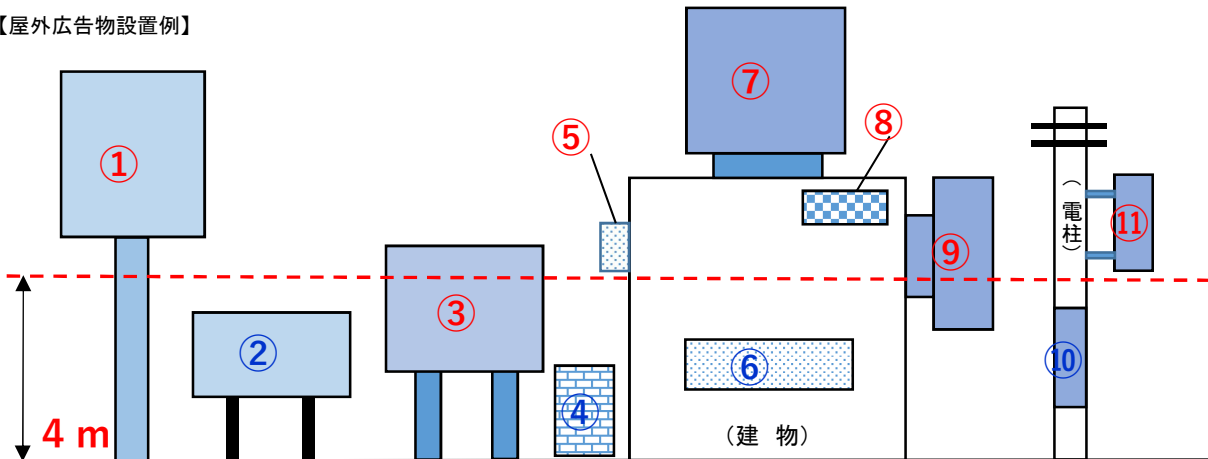 【屋外広告物設置例】
⑦
⑧
⑤
①
（電柱）
⑪
⑨
③
②
⑥
⑩
④
4 m
（建 物）